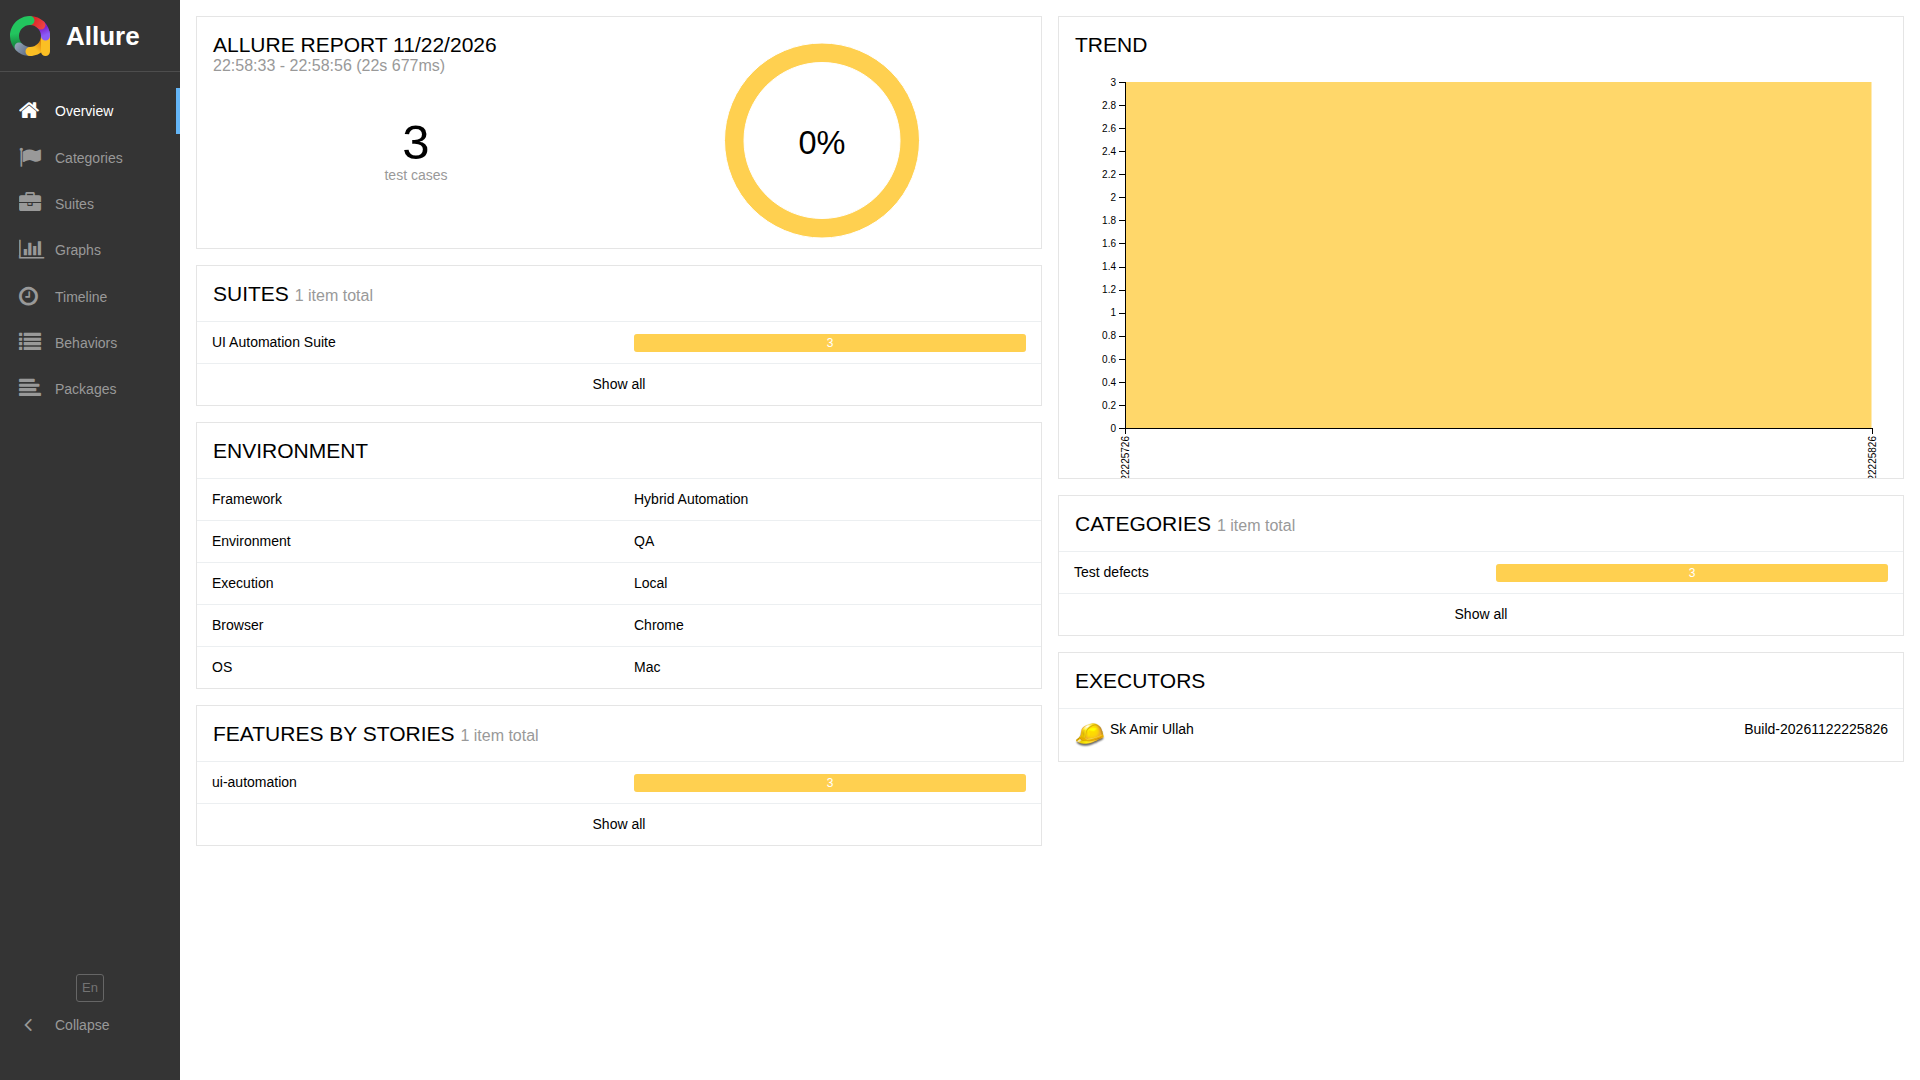 Allure
Overview
Categories
Suites
Graphs
Timeline
Behaviors
Packages
En
Collapse
ALLURE REPORT 11/22/2026
22:58:33 - 22:58:56 (22s 677ms)
3
test cases
0%
SUITES 1 item total
UI Automation Suite 3
Show all
ENVIRONMENT
Framework Hybrid Automation
Environment QA
Execution Local
Browser Chrome
OS Mac
FEATURES BY STORIES 1 item total
ui-automation 3
Show all
TREND
3
2.8
2.6
2.4
2.2
2
1.8
1.6
1.4
1.2
1
0.8
0.6
0.4
0.2
0
22225726
22225826
CATEGORIES 1 item total
Test defects 3
Show all
EXECUTORS
Sk Amir Ullah Build-20261122225826